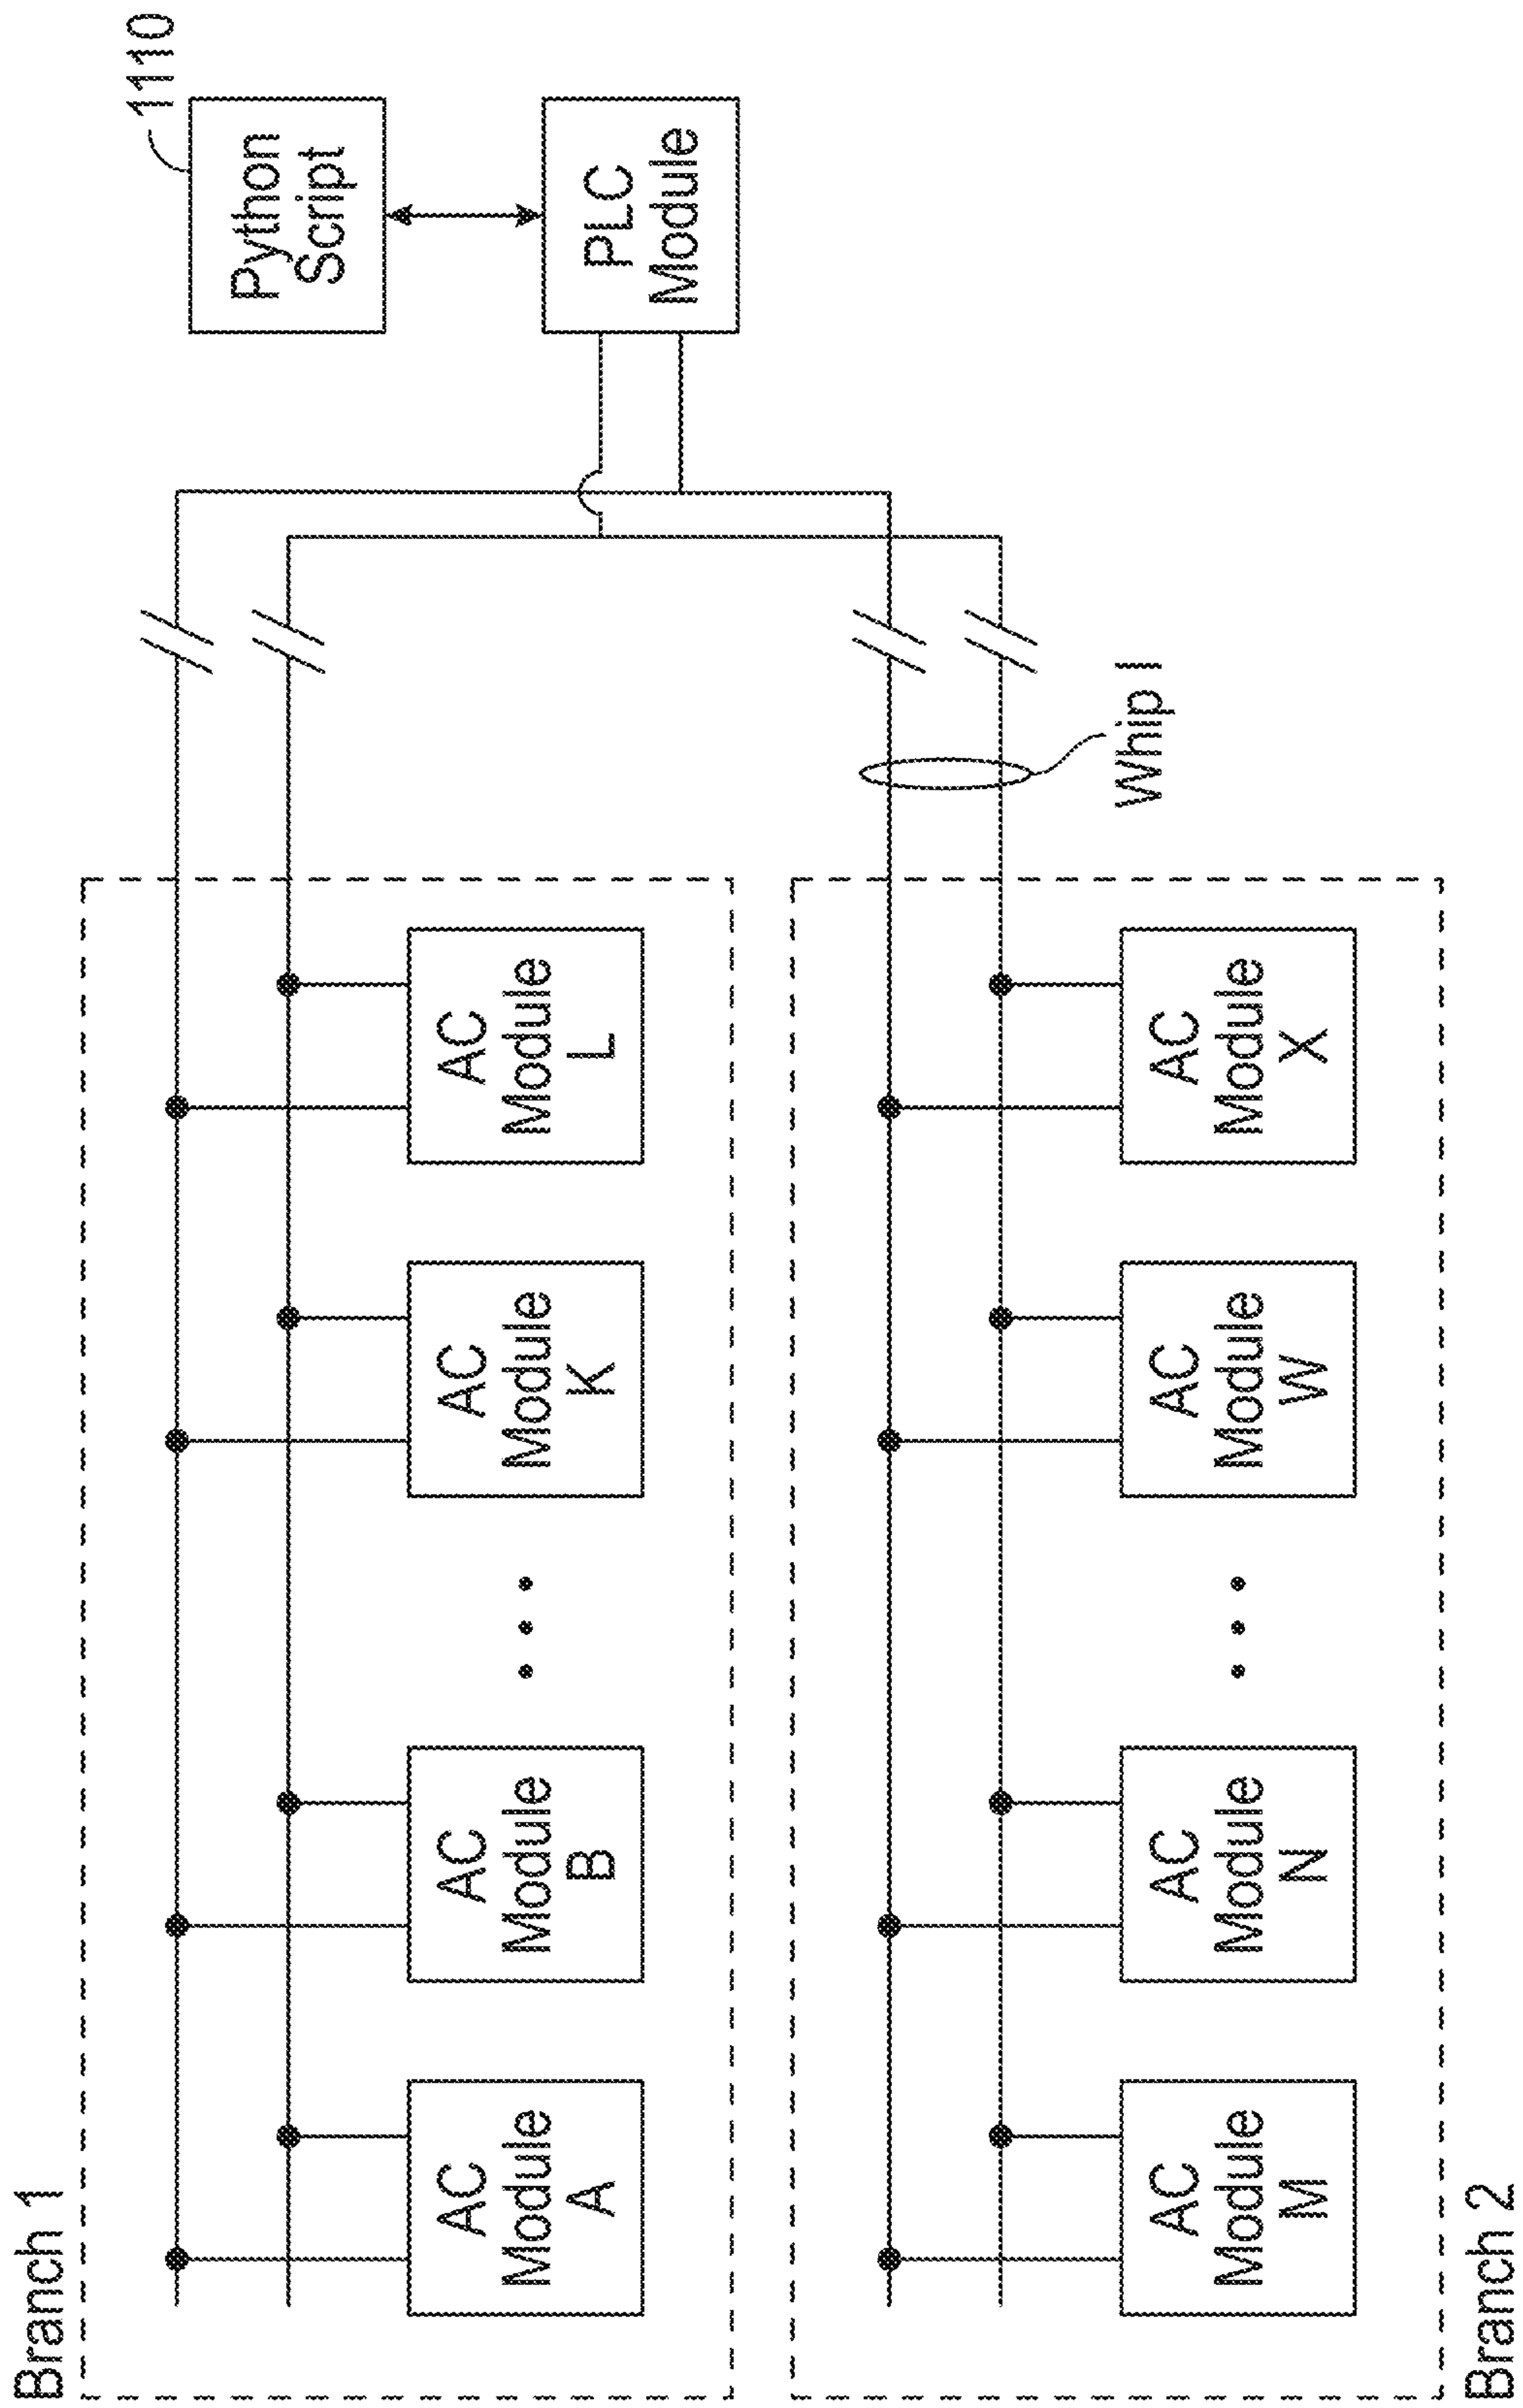 Branch 1
AC
Module
A
AC
Module
B
AC
Module
K
AC
Module
L
1110
Python
Script
PLC
Module
Whip I
AC
Module
M
AC
Module
N
AC
Module
W
AC
Module
X
Branch 2